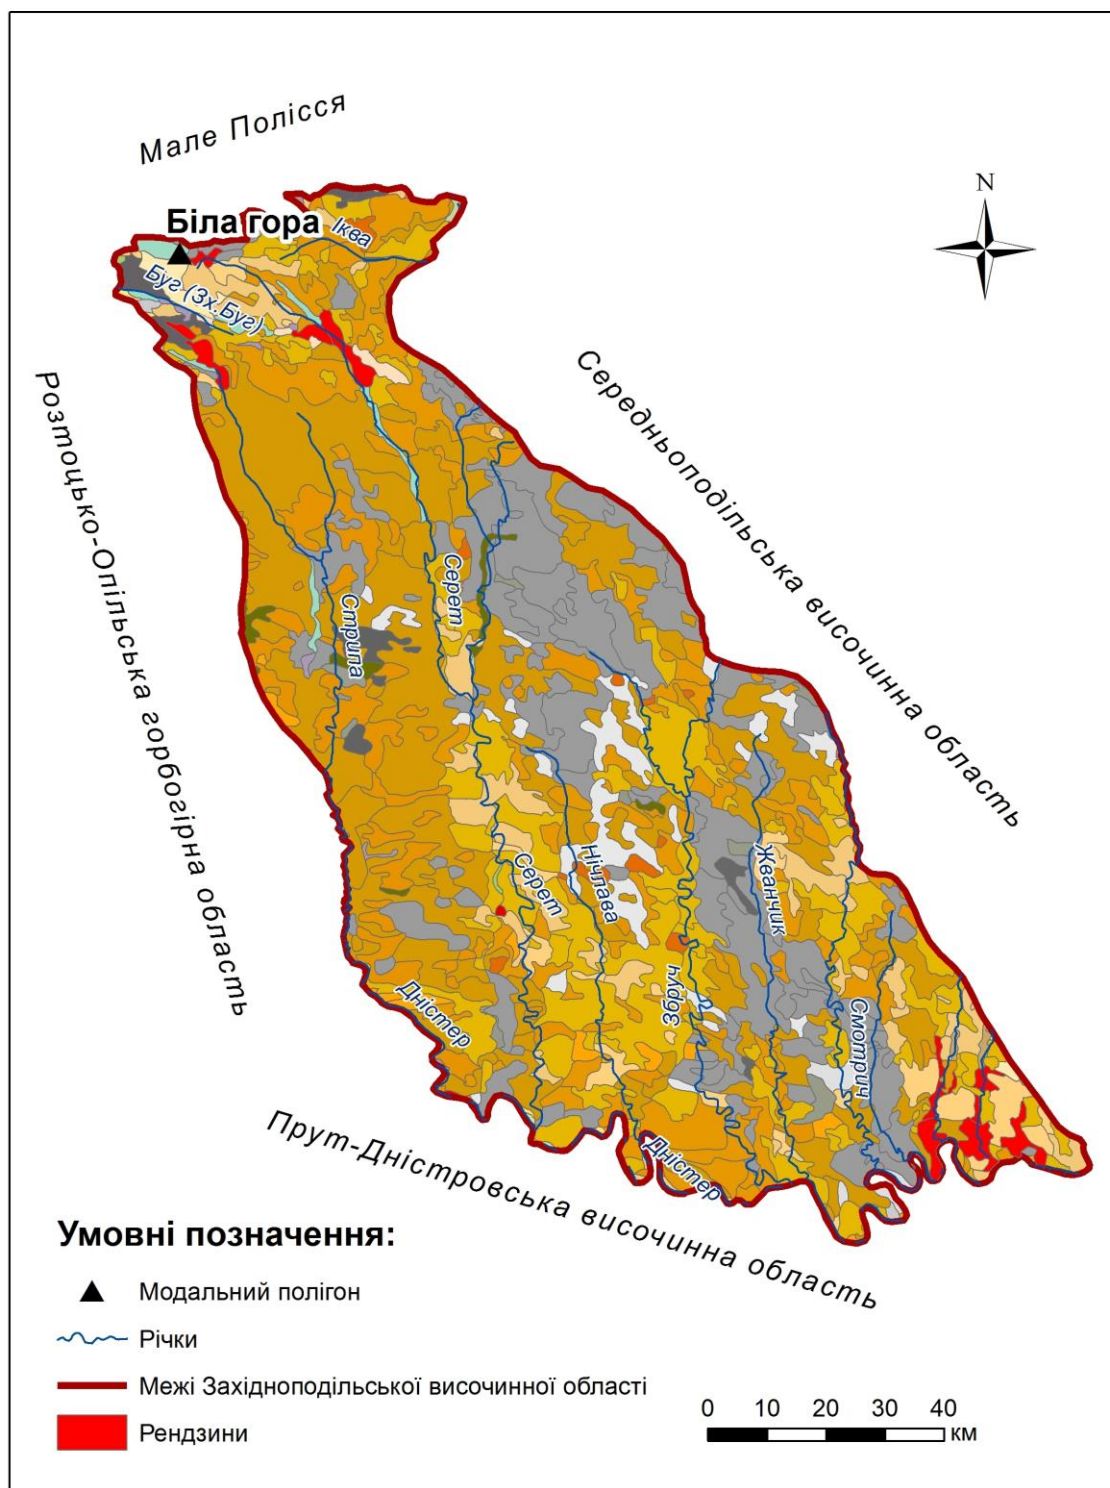 Мале Полісся
N
Біла гора
Іква
Буг (Зх.Буг)
Середньоподільська височинна область
Розтоцько-Опільська горбогірна область
Серет
Стрипа
Серет
Нічлава
Жванчик
Збруч
Смотрич
Дністер
Дністер
Прут-Дністровська височинна область
Умовні позначення:
Модальний полігон
Річки
Межі Західноподільської височинної області
Рендзини
0 10 20 30 40
км